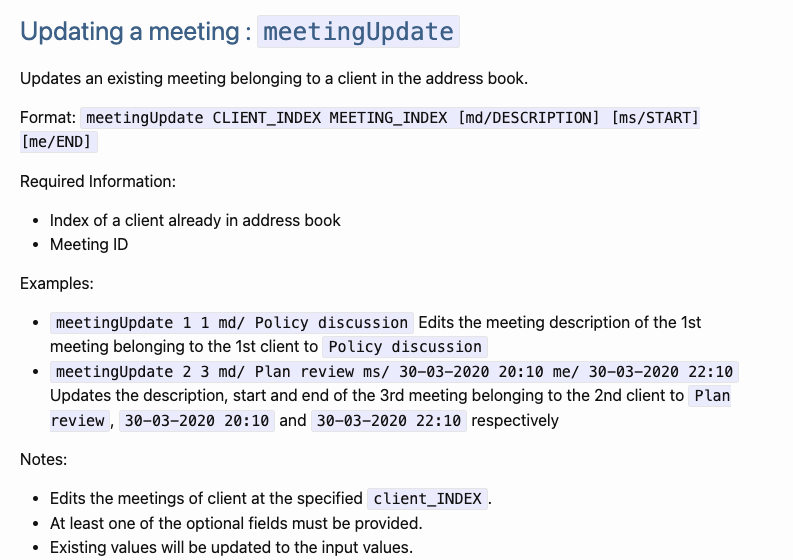 Updating a meeting : meetingUpdate
Updates an existing meeting belonging to a client in the address book.
Format: meetingUpdate CLIENT_INDEX MEETING_INDEX [md/DESCRIPTION] [ms/START]
[me/END]
Required Information:
• Index of a client already in address book
• Meeting ID
Examples:
• meetingUpdate 1 1 md/ Policy discussion Edits the meeting description of the 1st
meeting belonging to the 1st client to Policy discussion
• meetingUpdate 2 3 md/ Plan review ms/ 30-03-2020 20:10 me/ 30-03-2020 22:10
Updates the description, start and end of the 3rd meeting belonging to the 2nd client to Plan
review, 30-03-2020 20:10 and 30-03-2020 22:10 respectively
Notes:
• Edits the meetings of client at the specified client_INDEX.
• At least one of the optional fields must be provided.
• Existing values will be updated to the input values.